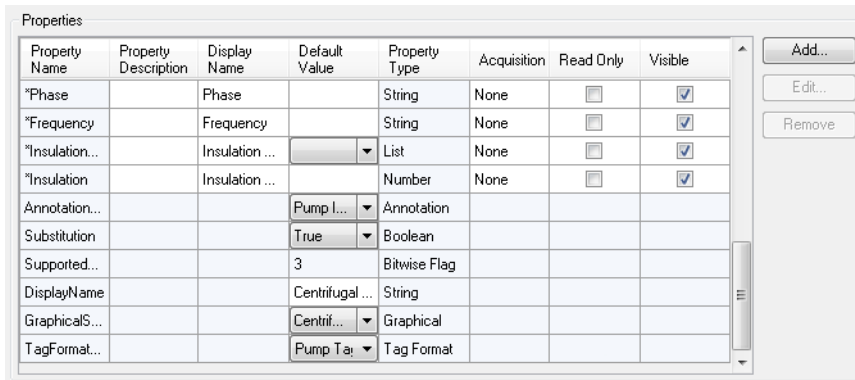 Properties
Property Name Property Description Display Name Default Value Property Type Acquisition Read Only Visible
*Phase Phase String None
*Frequency Frequency String None
*Insulation... Insulation ... List None
*Insulation Insulation ... Number None
Annotation... Pump I... Annotation
Substitution True Boolean
Supported... 3 Bitwise Flag
DisplayName Centrifugal ... String
GraphicalS... Centrif... Graphical
TagFormat... Pump Tag Tag Format
Add...
Edit...
Remove